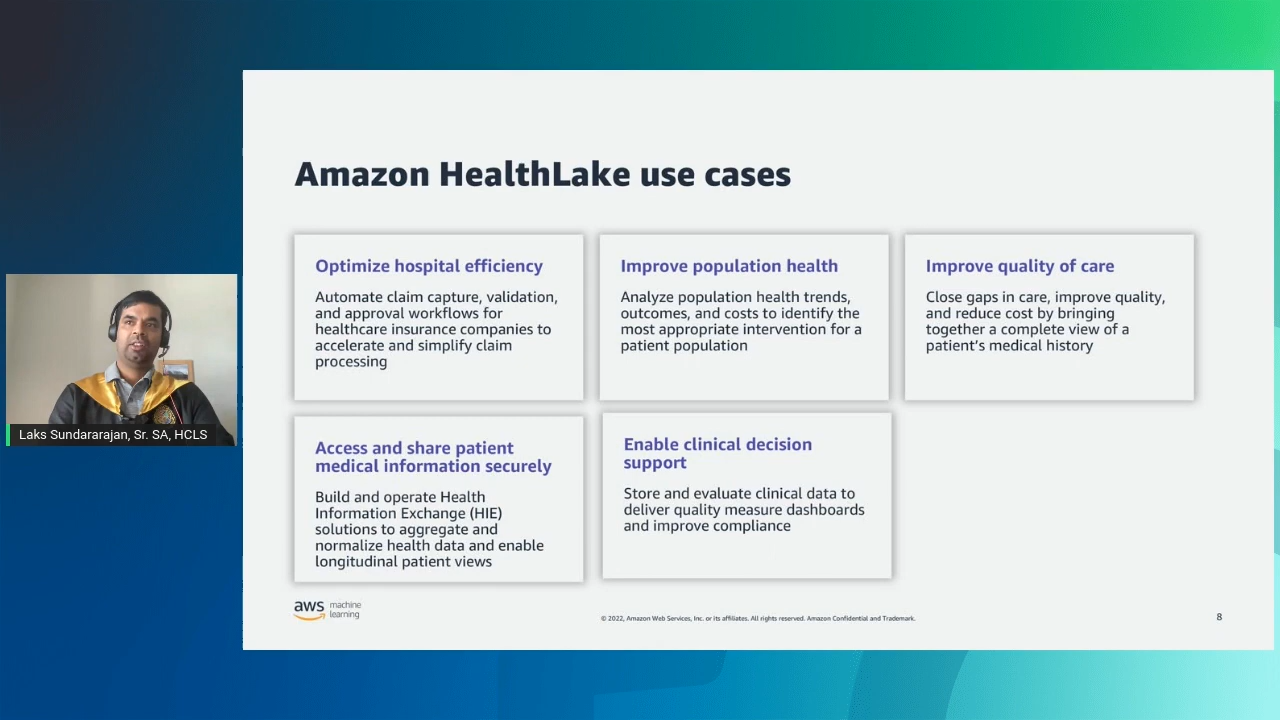 Amazon HealthLake use cases
Optimize hospital efficiency
Automate claim capture, validation,
and approval workflows for
healthcare insurance companies to
accelerate and simplify claim
processing
Improve population health
Analyze population health trends,
outcomes, and costs to identify the
most appropriate intervention for a
patient population
Improve quality of care
Close gaps in care, improve quality,
and reduce cost by bringing
together a complete view of a
patient’s medical history
Access and share patient
medical information securely
Build and operate Health
Information Exchange (HIE)
solutions to aggregate and
normalize health data and enable
longitudinal patient views
Enable clinical decision
support
Store and evaluate clinical data to
deliver quality measure dashboards
and improve compliance
Laks Sundararajan, Sr. SA, HCLS
aws machine
learning
© 2022, Amazon Web Services, Inc. or its affiliates. All rights reserved. Amazon Confidential and Trademark.
8